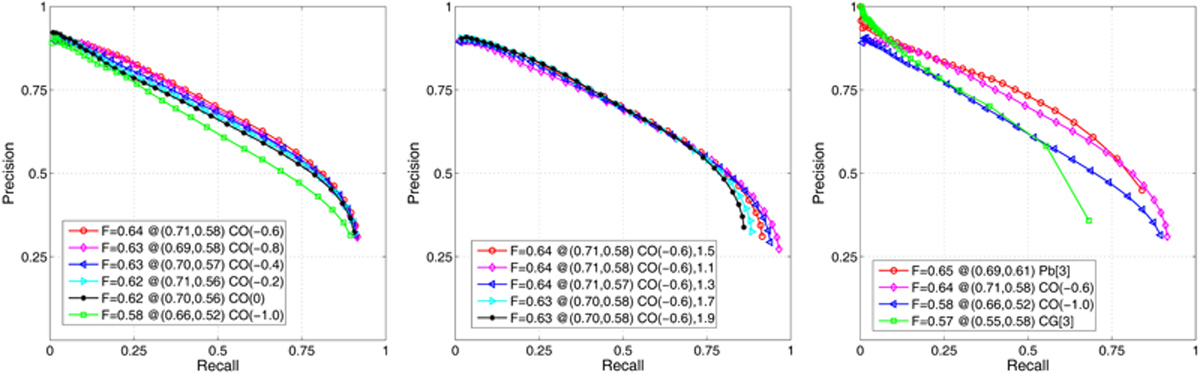 1
0.75
0.5
0.25
Precision
F=0.64 @(0.71,0.58) CO(−0.6)
F=0.63 @(0.69,0.58) CO(−0.8)
F=0.63 @(0.70,0.57) CO(−0.4)
F=0.62 @(0.71,0.56) CO(−0.2)
F=0.62 @(0.70,0.56) CO(0)
F=0.58 @(0.66,0.52) CO(−1.0)
0 0.25 0.5 0.75 1
Recall
1
0.75
0.5
0.25
Precision
F=0.64 @(0.71,0.58) CO(−0.6),1.5
F=0.64 @(0.71,0.58) CO(−0.6),1.1
F=0.64 @(0.71,0.57) CO(−0.6),1.3
F=0.63 @(0.70,0.58) CO(−0.6),1.7
F=0.63 @(0.70,0.58) CO(−0.6),1.9
0 0.25 0.5 0.75 1
Recall
1
0.75
0.5
0.25
Precision
F=0.65 @(0.69,0.61) Pb[3]
F=0.64 @(0.71,0.58) CO(−0.6)
F=0.58 @(0.66,0.52) CO(−1.0)
F=0.57 @(0.55,0.58) CG[3]
0 0.25 0.5 0.75 1
Recall